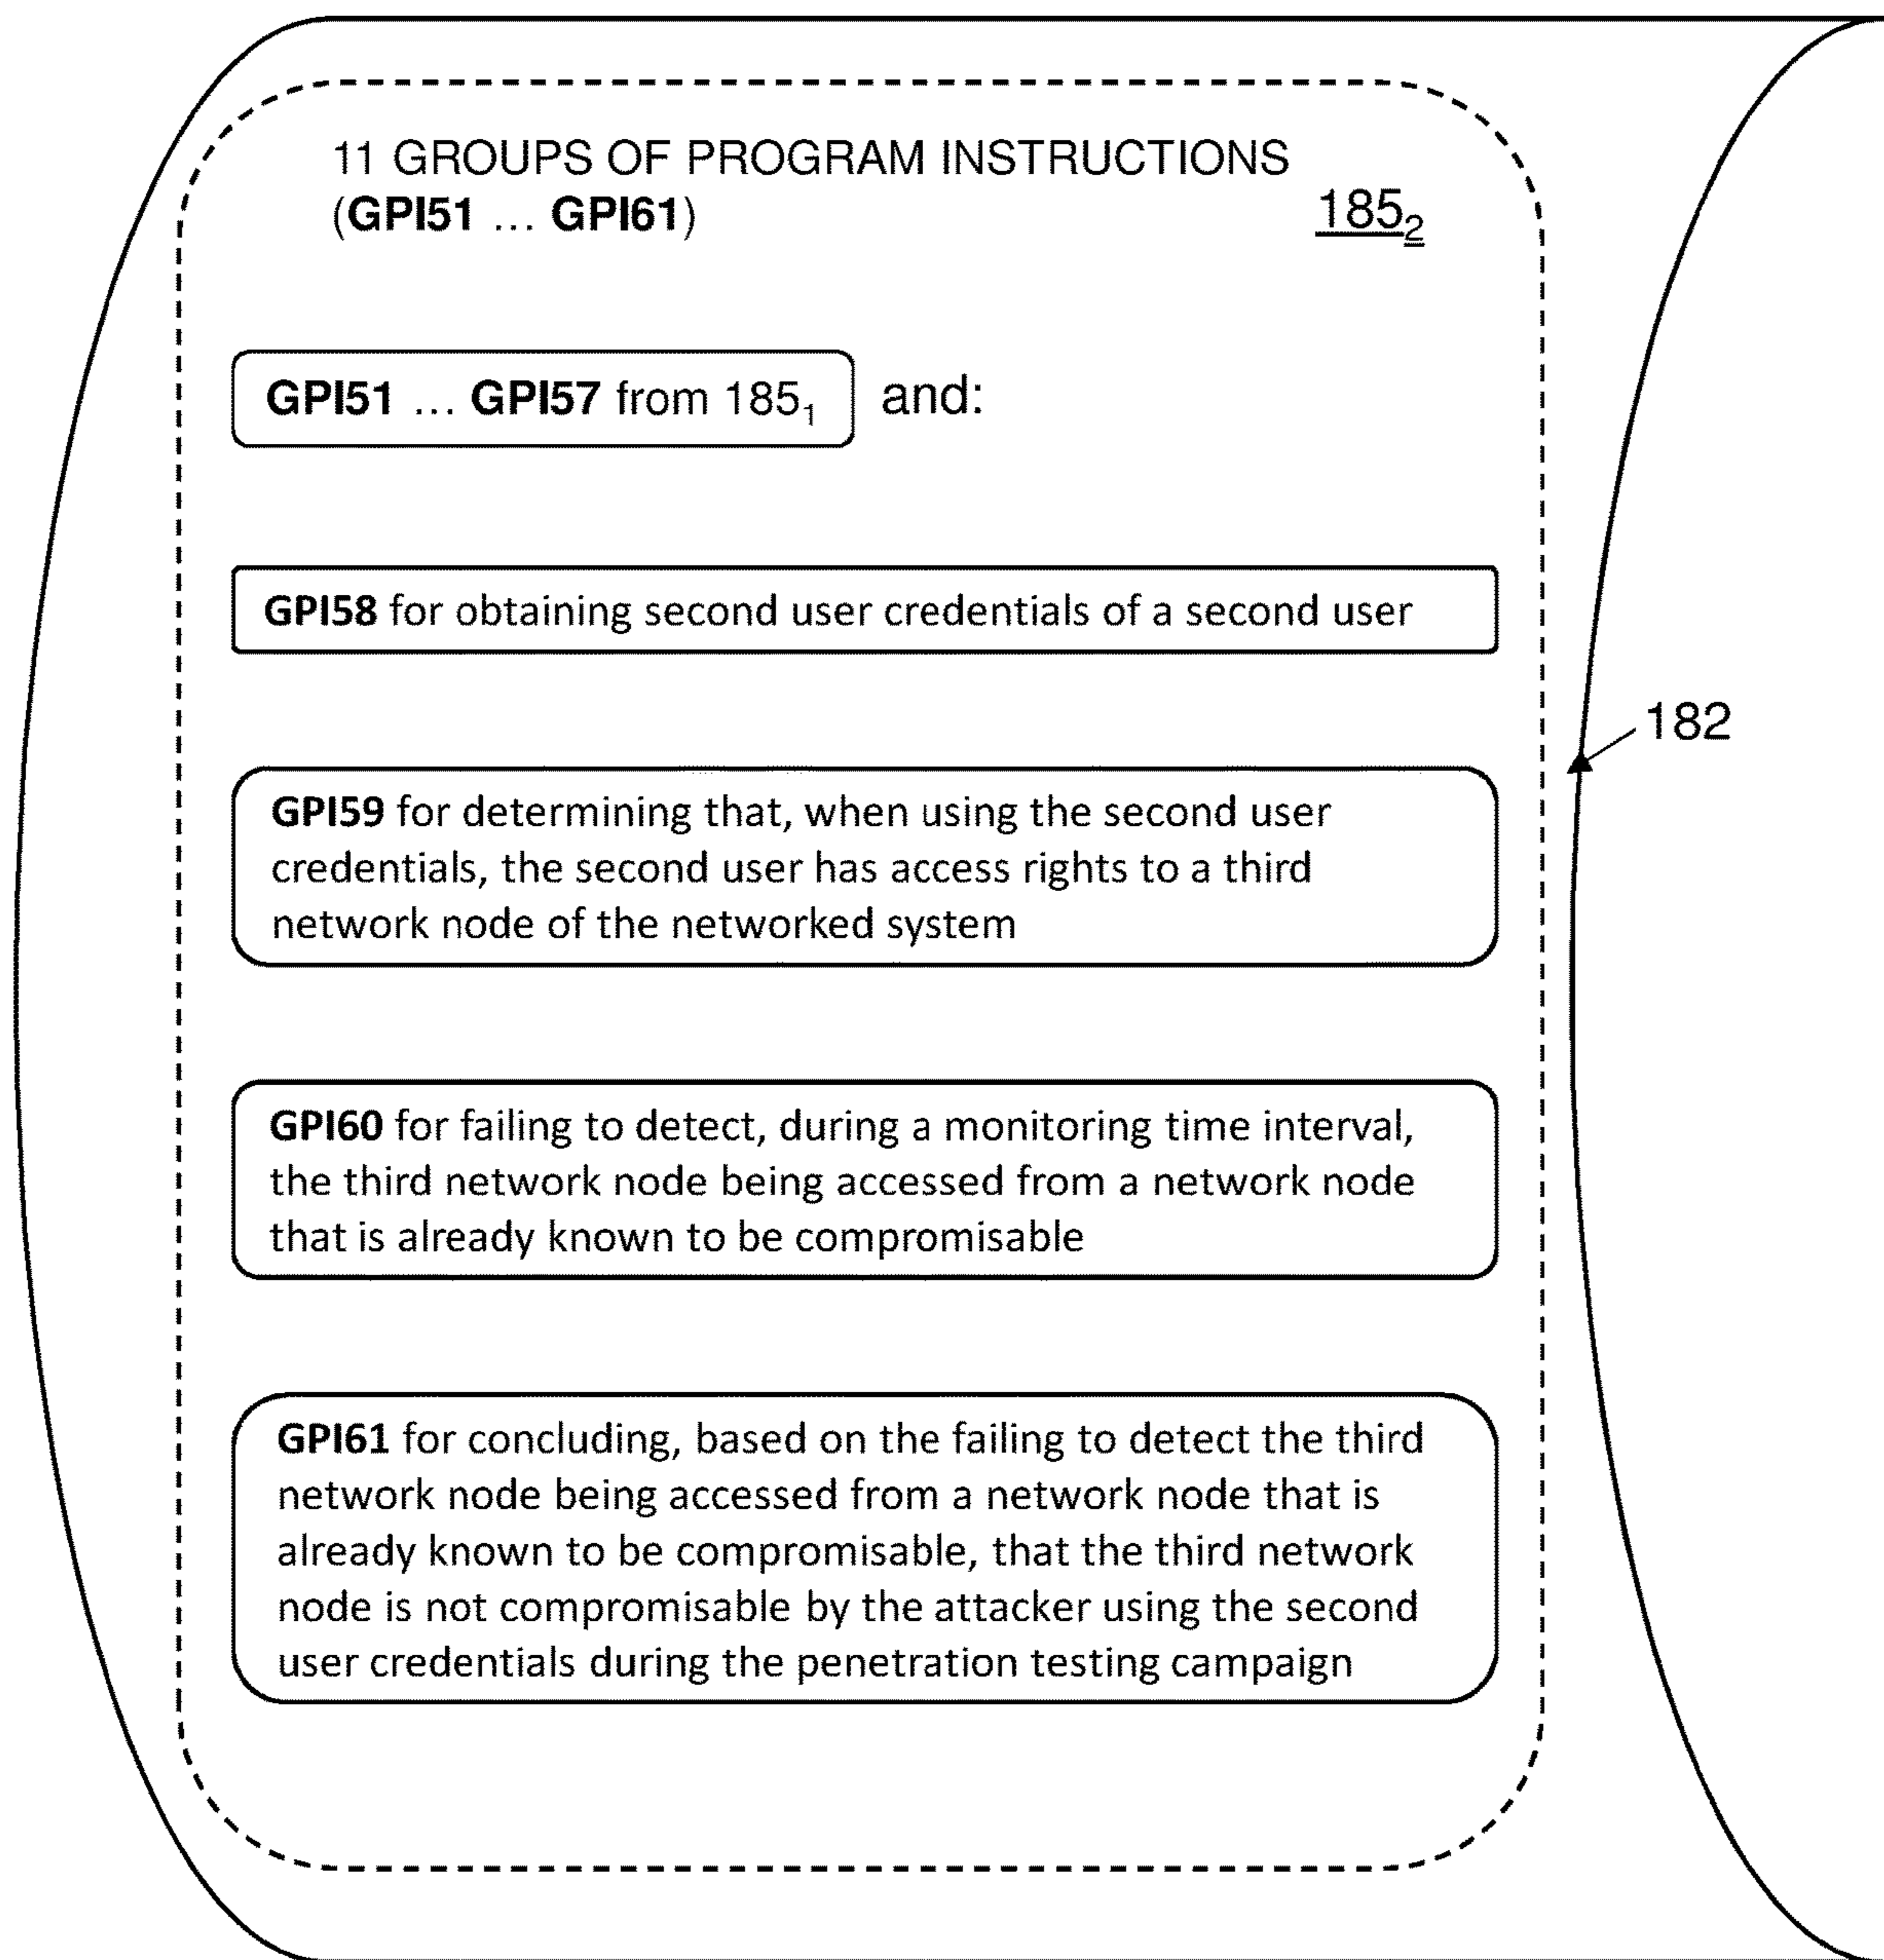 11 GROUPS OF PROGRAM INSTRUCTIONS
(GPI51 ... GPI61)
185₂
GPI51 ... GPI57 from 185₁ and:
GPI58 for obtaining second user credentials of a second user
182
GPI59 for determining that, when using the second user
credentials, the second user has access rights to a third
network node of the networked system
GPI60 for failing to detect, during a monitoring time interval,
the third network node being accessed from a network node
that is already known to be compromisable
GPI61 for concluding, based on the failing to detect the third
network node being accessed from a network node that is
already known to be compromisable, that the third network
node is not compromisable by the attacker using the second
user credentials during the penetration testing campaign